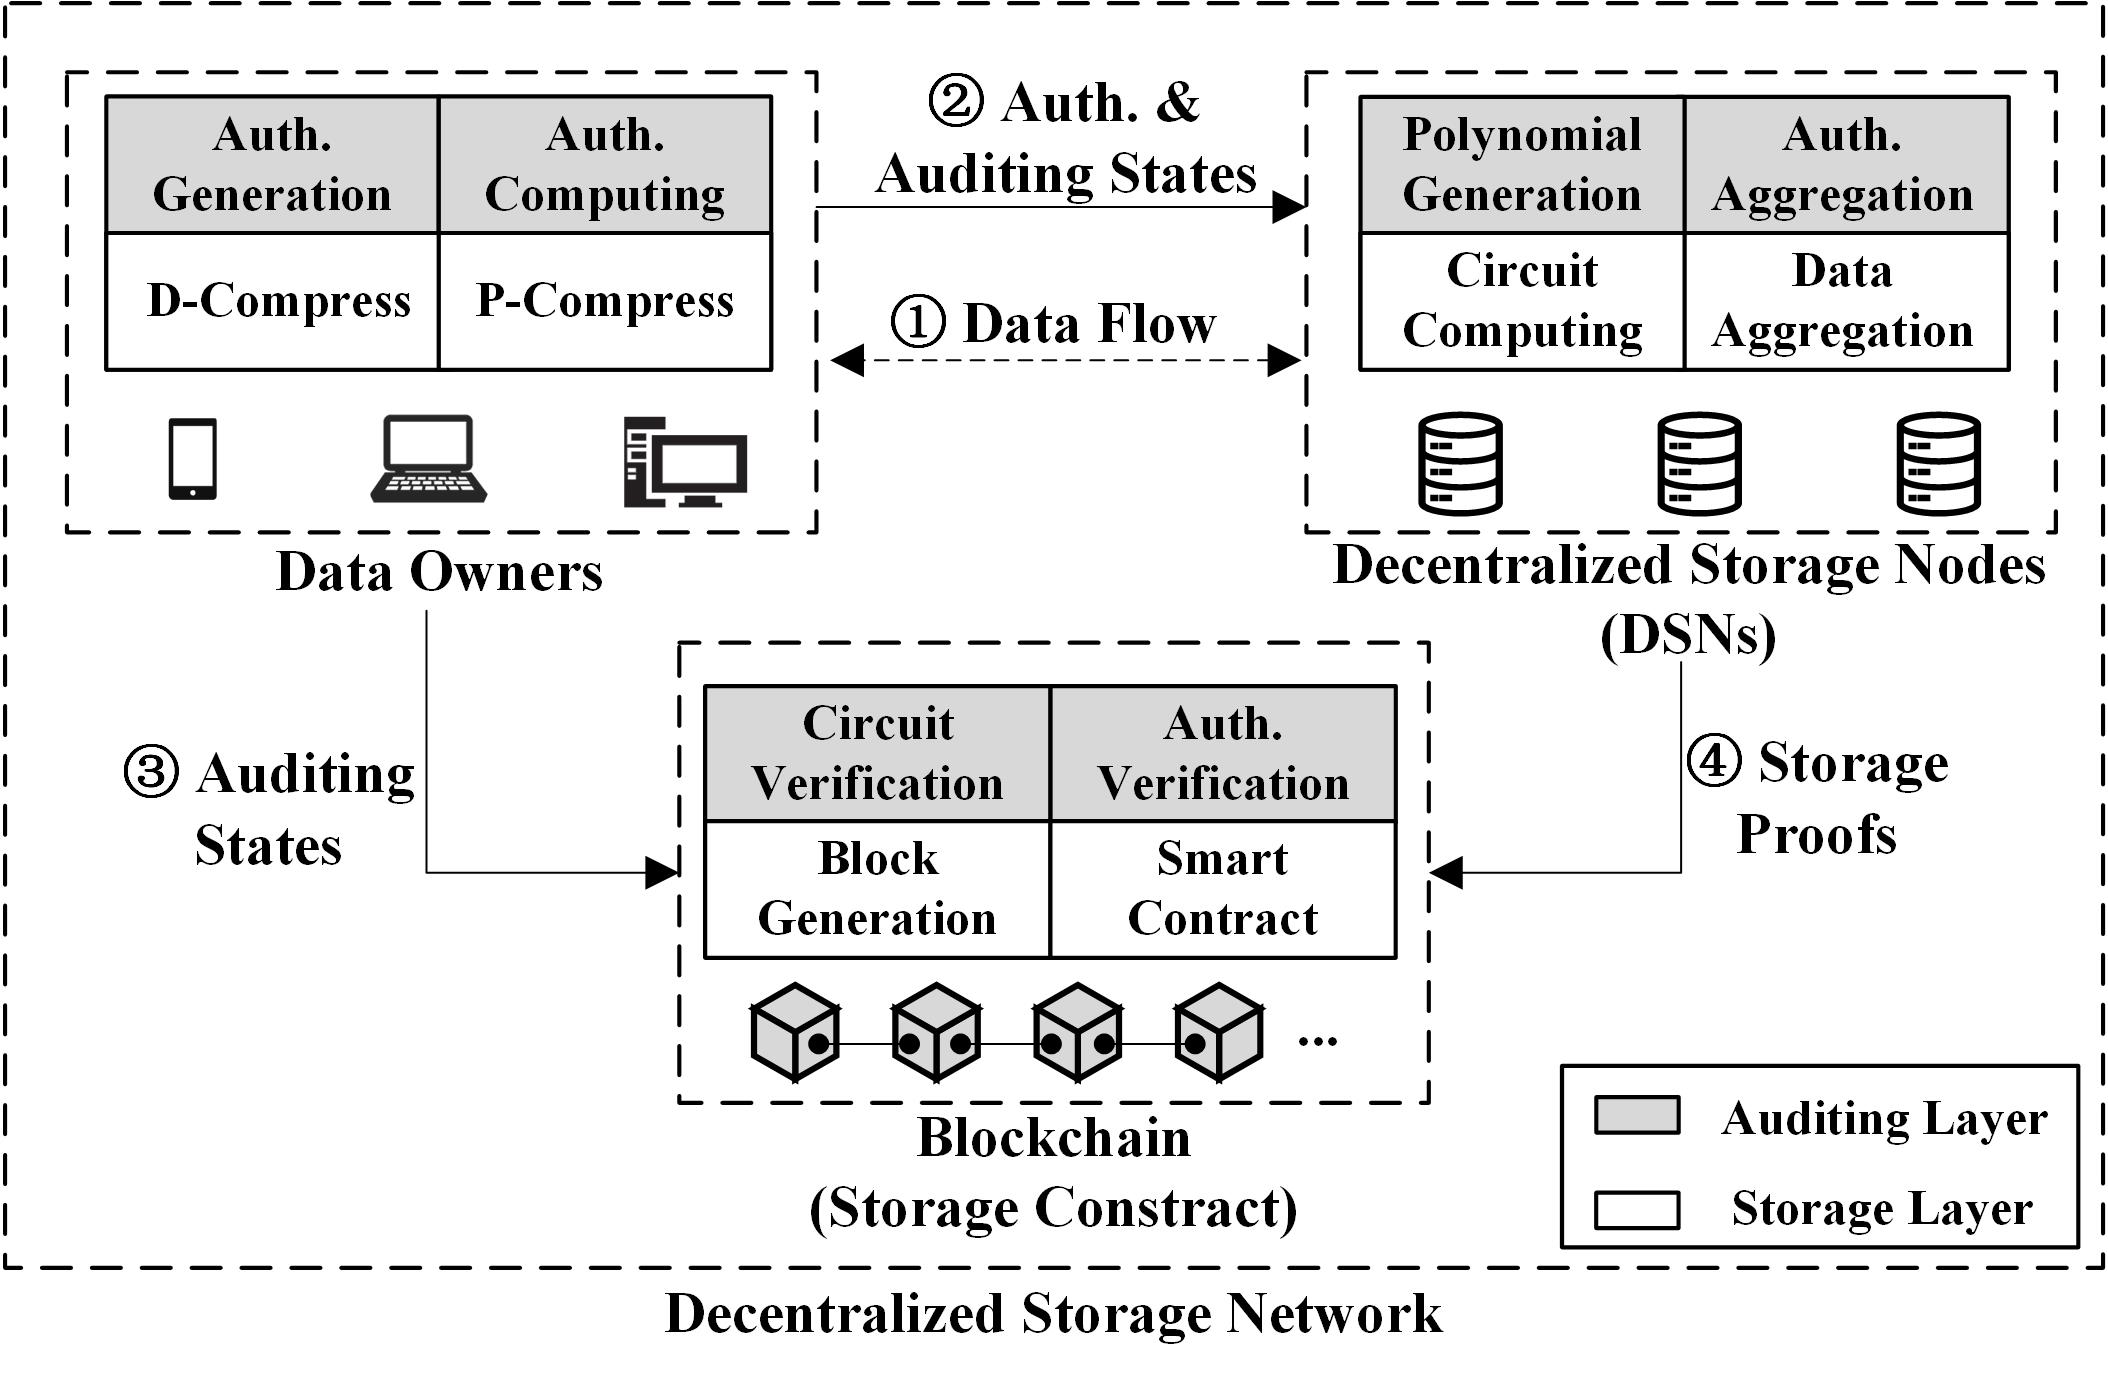 Auth.
Generation
Auth.
Computing
D-Compress
P-Compress
② Auth. &
Auditing States
① Data Flow
Polynomial
Generation
Auth.
Aggregation
Circuit
Computing
Data
Aggregation
Data Owners
Decentralized Storage Nodes
(DSNs)
③ Auditing
States
Circuit
Verification
Auth.
Verification
Block
Generation
Smart
Contract
④ Storage
Proofs
...
Blockchain
(Storage Constract)
Auditing Layer
Storage Layer
Decentralized Storage Network